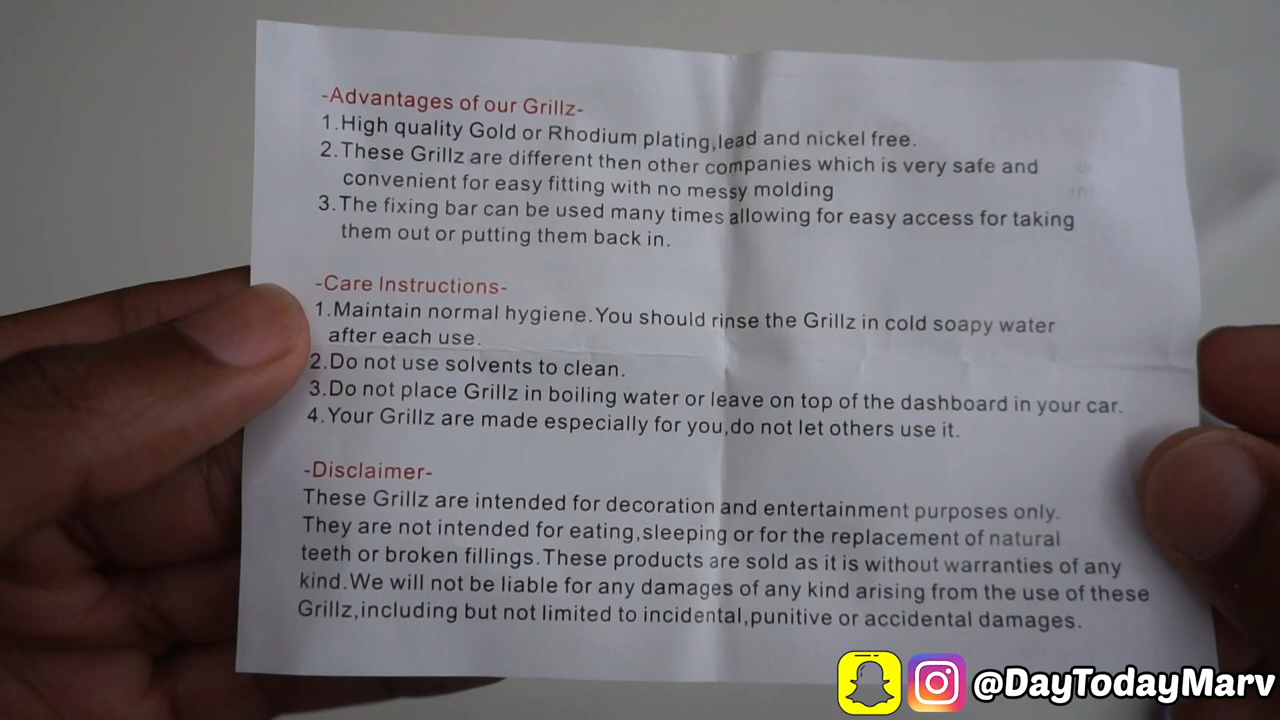 -Advantages of our Grillz-
1.High quality Gold or Rhodium plating,lead and nickel free.
2.These Grillz are different then other companies which is very safe and
convenient for easy fitting with no messy molding
3.The fixing bar can be used many times allowing for easy access for taking
them out or putting them back in.
-Care Instructions-
1.Maintain normal hygiene.You should rinse the Grillz in cold soapy water
after each use.
2.Do not use solvents to clean.
3.Do not place Grillz in boiling water or leave on top of the dashboard in your car.
4.Your Grillz are made especially for you,do not let others use it.
-Disclaimer-
These Grillz are intended for decoration and entertainment purposes only.
They are not intended for eating,sleeping or for the replacement of natural
teeth or broken fillings.These products are sold as it is without warranties of any
kind.We will not be liable for any damages of any kind arising from the use of these
Grillz,including but not limited to incidental,punitive or accidental damages.
@DayTodayMarv